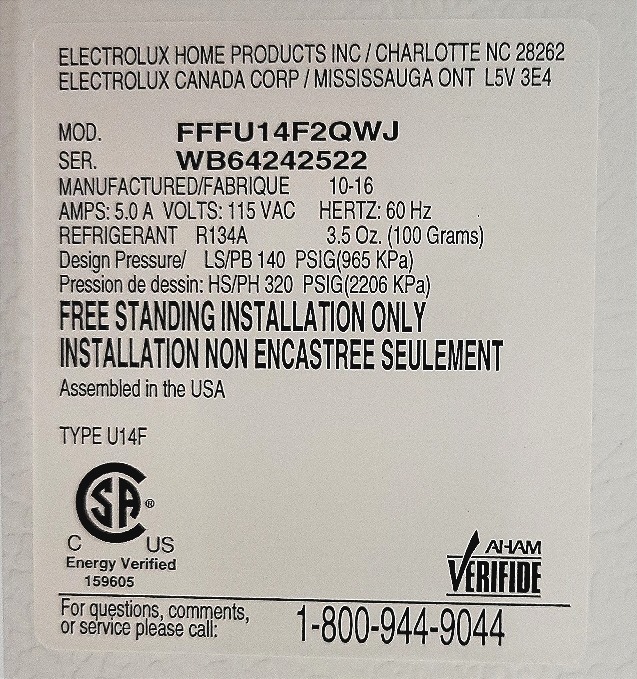 ELECTROLUX HOME PRODUCTS INC / CHARLOTTE NC 28262
ELECTROLUX CANADA CORP / MISSISSAUGA ONT L5V 3E4
MOD. FFFU14F2QWJ
SER. WB64242522
MANUFACTURED/FABRIQUE 10-16
AMPS: 5.0 A VOLTS: 115 VAC HERTZ: 60 Hz
REFRIGERANT R134A 3.5 Oz. (100 Grams)
Design Pressure/ LS/PB 140 PSIG(965 KPa)
Pression de dessin: HS/PH 320 PSIG(2206 KPa)
FREE STANDING INSTALLATION ONLY
INSTALLATION NON ENCASTREE SEULEMENT
Assembled in the USA
TYPE U14F
CSA®
C US
Energy Verified
159605
AHAM
VERIFIDE
For questions, comments,
or service please call: 1-800-944-9044